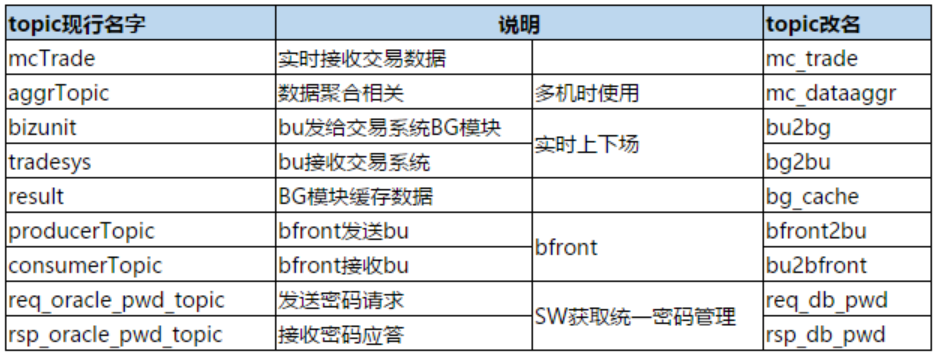 topic现行名字 说明 topic改名
mcTrade 实时接收交易数据 mc_trade
aggrTopic 数据聚合相关 多机时使用 mc_dataaggr
bizunit bu发给交易系统BG模块 实时上下场 bu2bg
tradesys bu接收交易系统 bg2bu
result BG模块缓存数据 bg_cache
producerTopic bfront发送bu bfront bfront2bu
consumerTopic bfront接收bu bu2bfront
req_oracle_pwd_topic 发送密码请求 SW获取统一密码管理 req_db_pwd
rsp_oracle_pwd_topic 接收密码应答 rsp_db_pwd